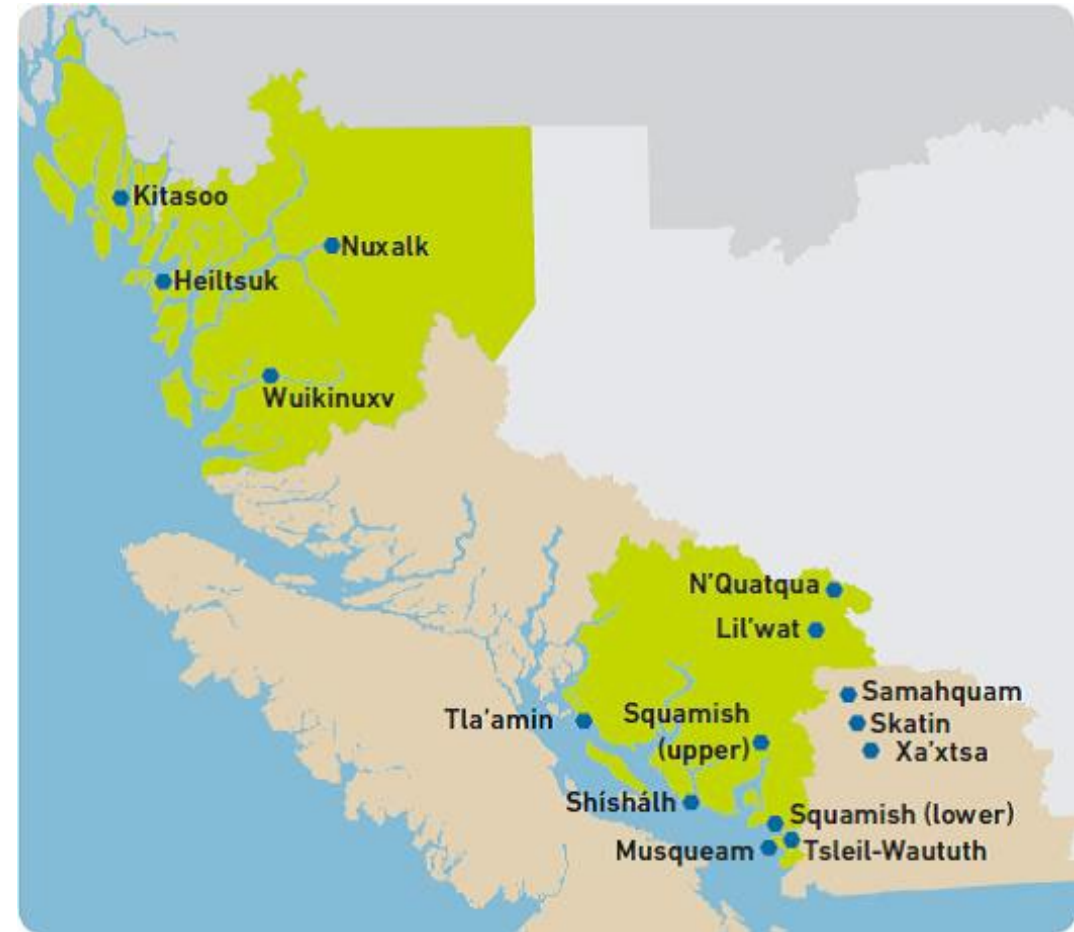 Kitasoo
Nuxalk
Heiltsuk
Wuikinuxv
N'Quatqua
Lil'wat
Samahquam
Skatin
Xa'xtsa
Tla'amin
Squamish
(upper)
Shíshálh
Squamish (lower)
Musqueam
Tsleil-Waututh